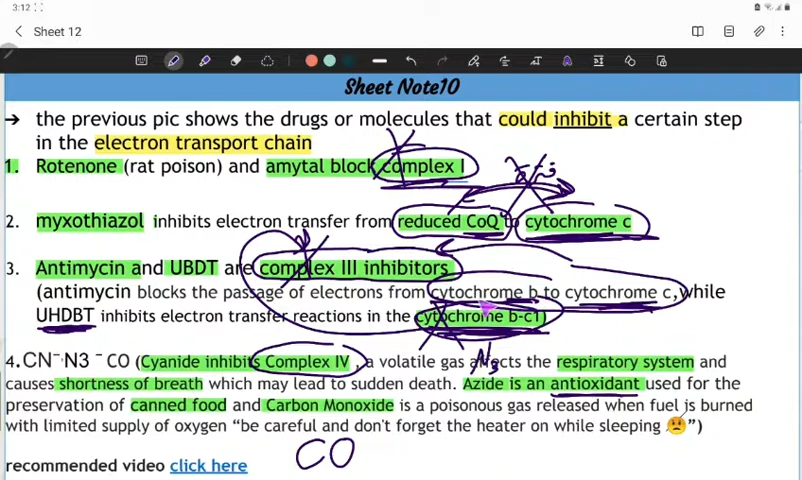 3:12
Sheet 12
Sheet Note10
→ the previous pic shows the drugs or molecules that could inhibit a certain step
in the electron transport chain
1. Rotenone (rat poison) and amytal block complex I
2. myxothiazol inhibits electron transfer from reduced CoQ to cytochrome c
3. Antimycin and UBDT are complex III inhibitors
(antimycin blocks the passage of electrons from cytochrome b to cytochrome c, while
UHDBT inhibits electron transfer reactions in the cytochrome b-c1)
N3
4.CN⁻·N3 ⁻ CO (Cyanide inhibits Complex IV , a volatile gas affects the respiratory system and
causes shortness of breath which may lead to sudden death. Azide is an antioxidant used for the
preservation of canned food and Carbon Monoxide is a poisonous gas released when fuel is burned
with limited supply of oxygen “be careful and don't forget the heater on while sleeping 😟”)
CO
recommended video click here